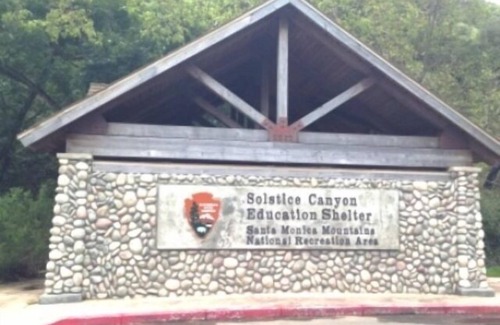 Solstice Canyon
Education Shelter
Santa Monica Mountains
National Recreation Area